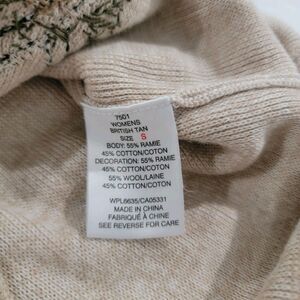 7501
WOMENS
BRITISH TAN
SIZE S
BODY: 55% RAMIE
45% COTTON/COTON
DECORATION: 55% RAMIE
45% COTTON/COTON
55% WOOL/LAINE
45% COTTON/COTON
WPL6635/CA05331
MADE IN CHINA
FABRIQUÉ À CHINE
SEE REVERSE FOR CARE